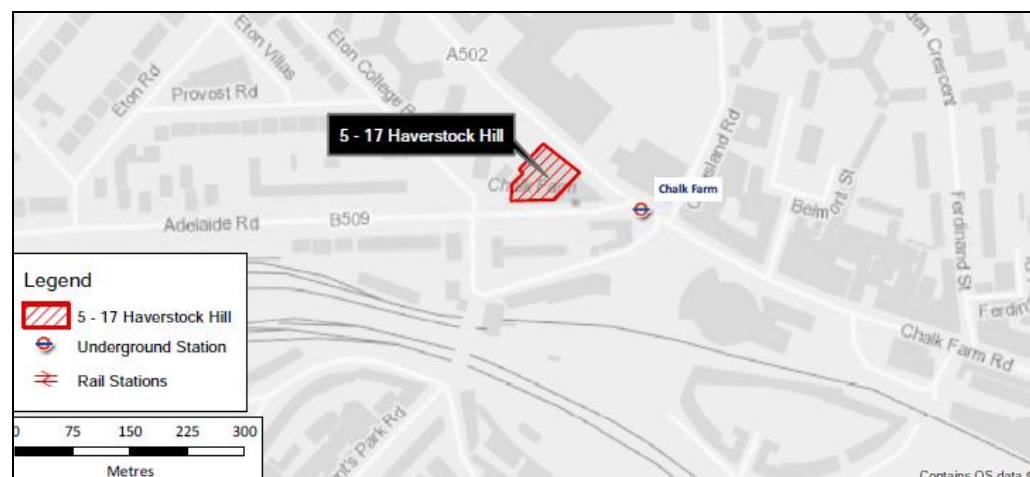 A502
Eton Villas
Eton Rd
Provost Rd
Eton College
5 - 17 Haverstock Hill
Chalk Farm
Chalk Farm
Adelaide Rd
B509
Belmont St
Ferdinand St
Crescent
Chalk Farm Rd
Park Rd
Legend
5 - 17 Haverstock Hill
Underground Station
Rail Stations
0 75 150 225 300
Metres
Contains OS data